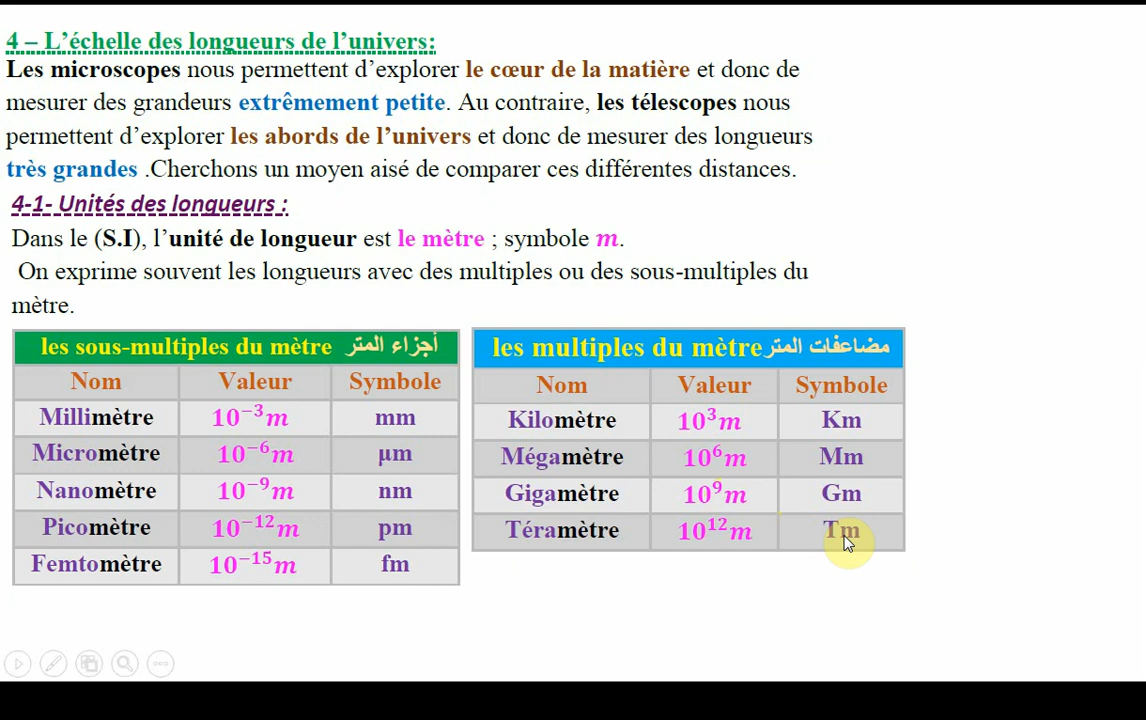 4 – L’échelle des longueurs de l’univers:
Les microscopes nous permettent d’explorer le cœur de la matière et donc de
mesurer des grandeurs extrêmement petite. Au contraire, les télescopes nous
permettent d’explorer les abords de l’univers et donc de mesurer des longueurs
très grandes .Cherchons un moyen aisé de comparer ces différentes distances.
4-1- Unités des longueurs :
Dans le (S.I), l’unité de longueur est le mètre ; symbole m.
On exprime souvent les longueurs avec des multiples ou des sous-multiples du
mètre.
les sous-multiples du mètre أجزاء المتر
Nom Valeur Symbole
Millimètre 10⁻³m mm
Micromètre 10⁻⁶m µm
Nanomètre 10⁻⁹m nm
Picomètre 10⁻¹²m pm
Femtomètre 10⁻¹⁵m fm
les multiples du mètre مضاعفات المتر
Nom Valeur Symbole
Kilomètre 10³m Km
Mégamètre 10⁶m Mm
Gigamètre 10⁹m Gm
Téramètre 10¹²m Tm